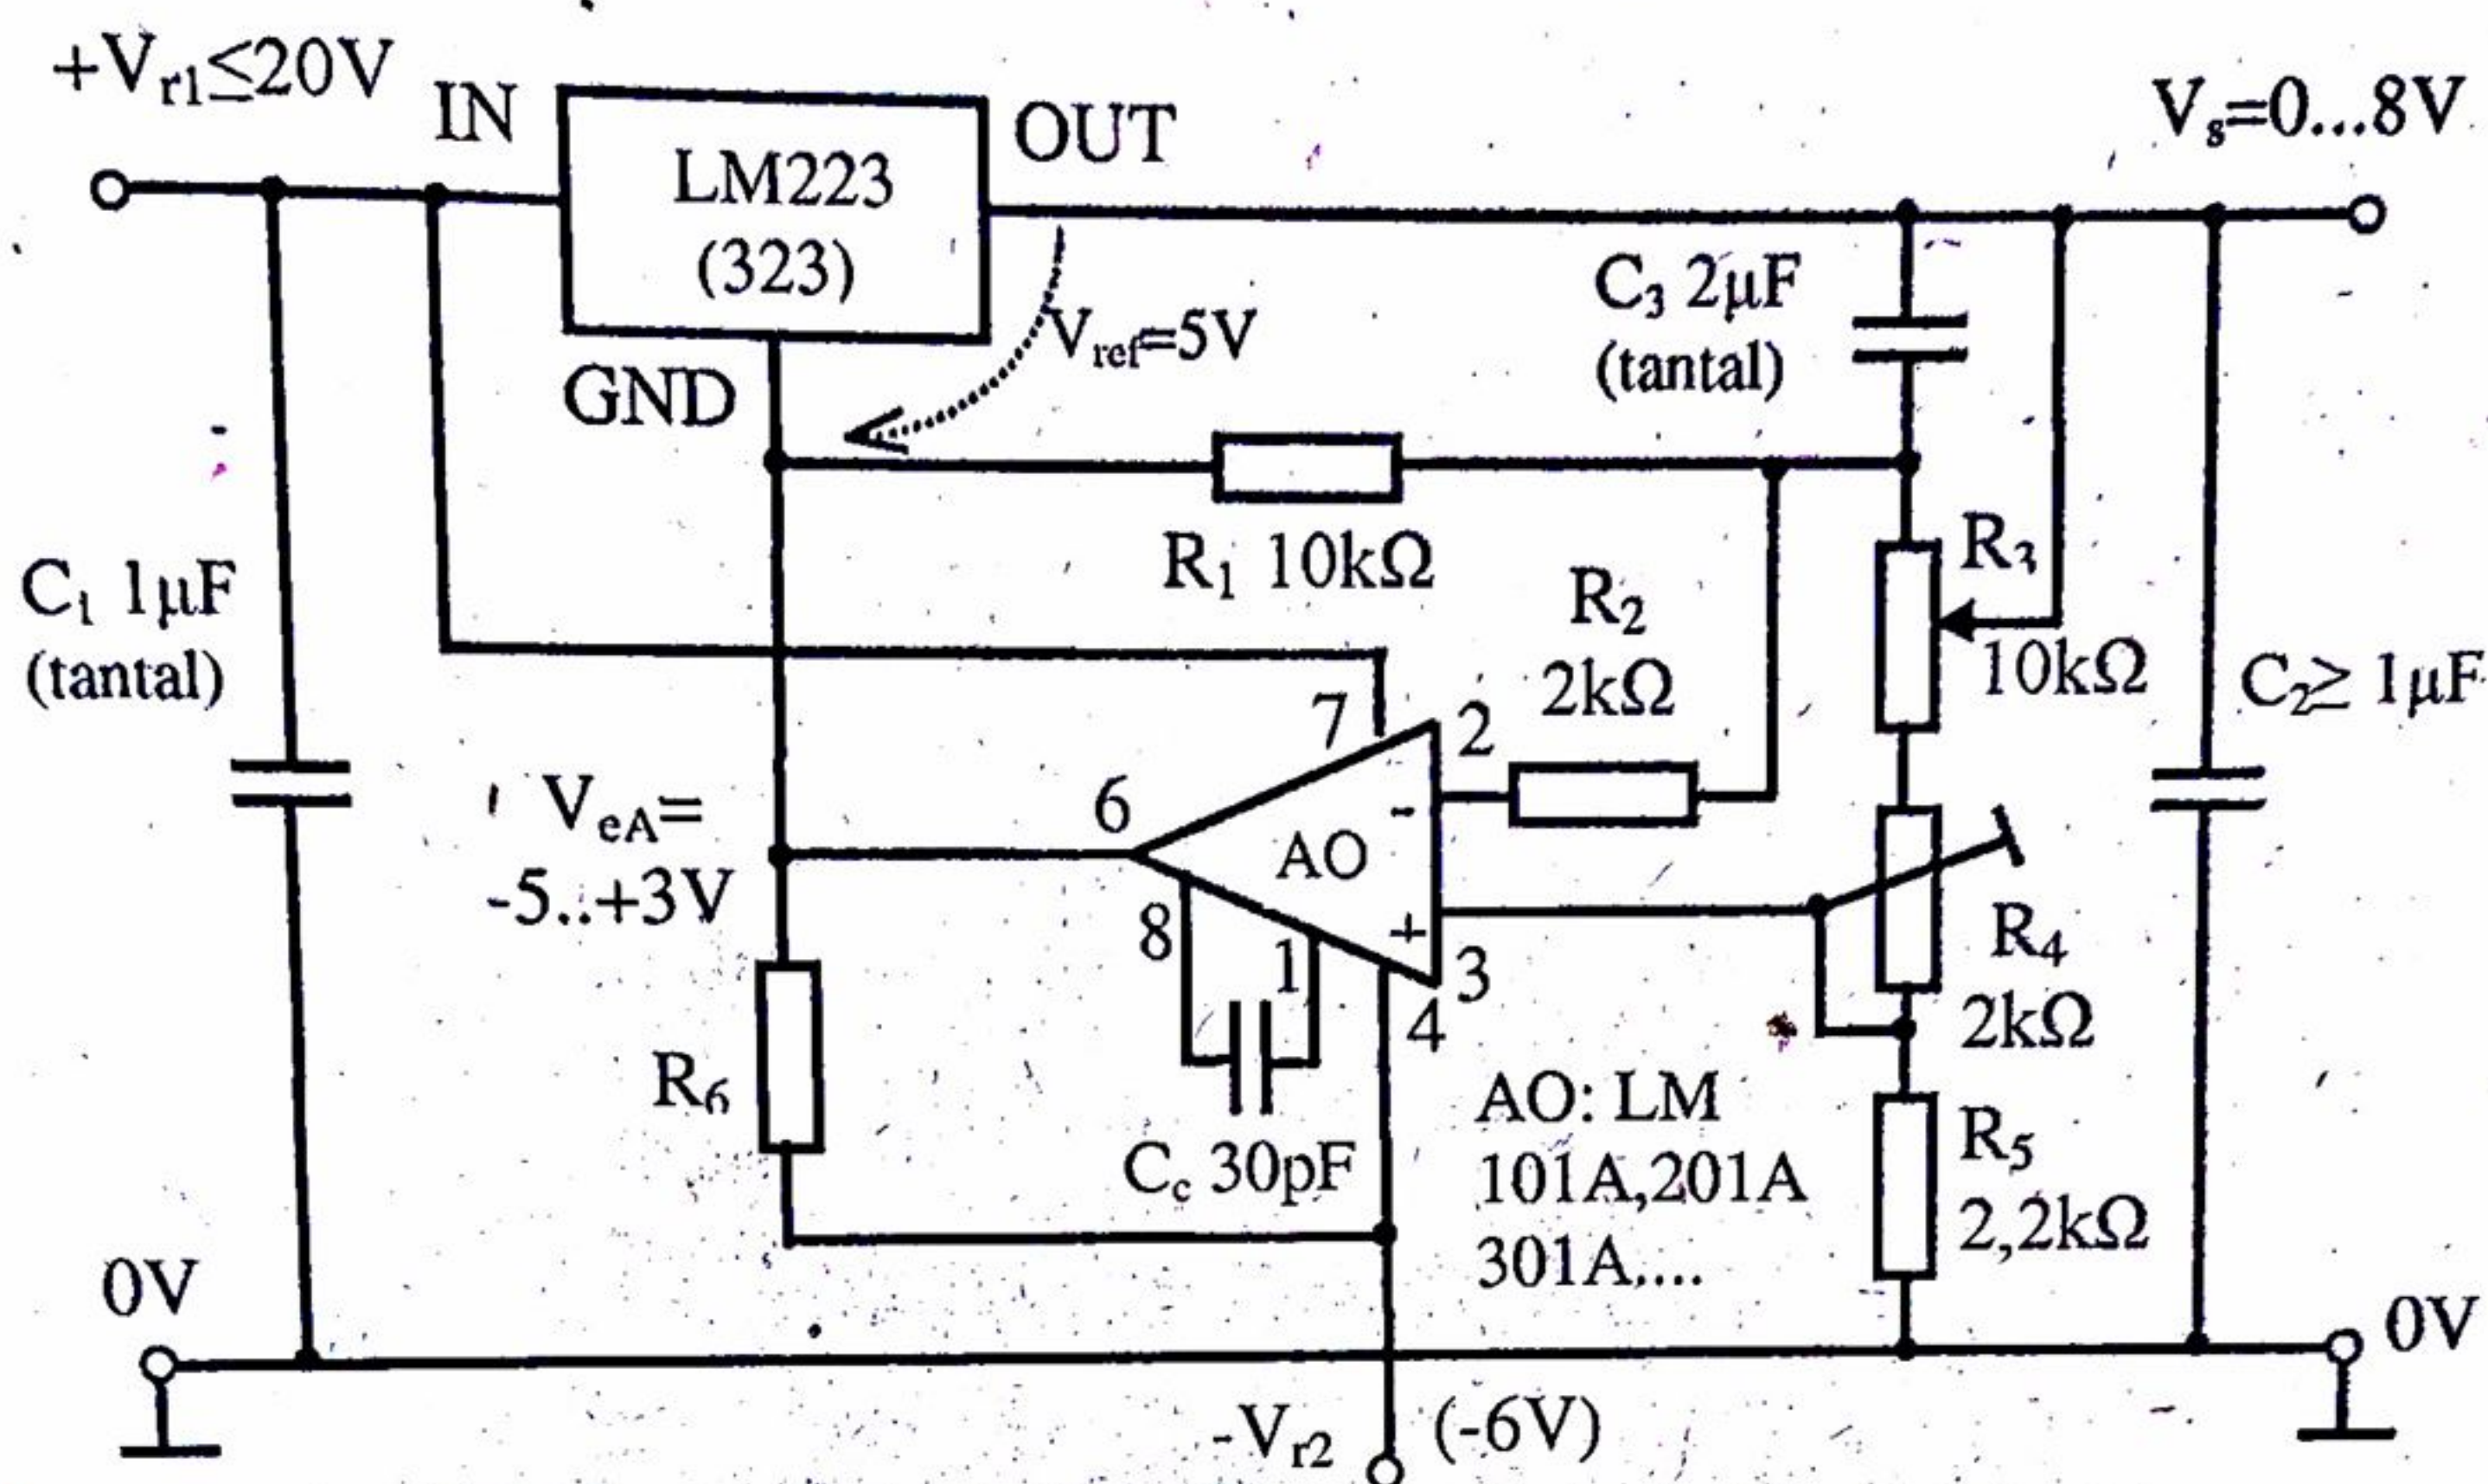 +Vr1≤20V
IN
LM223
(323)
OUT
Vs=0...8V
GND
Vref=5V
C3 2µF
(tantal)
R1 10kΩ
R2
2kΩ
R3
10kΩ
C1 1µF
(tantal)
C2≥ 1µF
7
2
6
AO
-
+
VeA=
-5..+3V
8
1
3
4
R4
2kΩ
R6
Cc 30pF
AO: LM
101A,201A
301A,....
R5
2,2kΩ
0V
0V
-Vr2
(-6V)